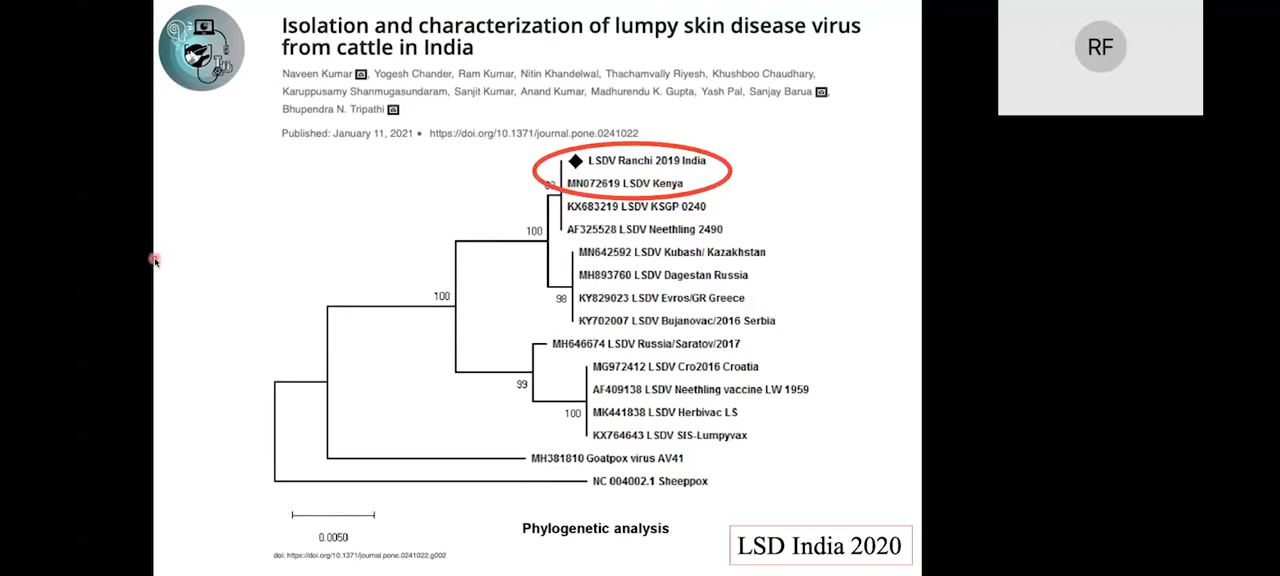 Isolation and characterization of lumpy skin disease virus
from cattle in India
Naveen Kumar, Yogesh Chander, Ram Kumar, Nitin Khandelwal, Thachamvally Riyesh, Khushboo Chaudhary,
Karuppusamy Shanmugasundaram, Sanjit Kumar, Anand Kumar, Madhurendu K. Gupta, Yash Pal, Sanjay Barua,
Bhupendra N. Tripathi
Published: January 11, 2021 • https://doi.org/10.1371/journal.pone.0241022
RF
LSDV Ranchi 2019 India
MN072619 LSDV Kenya
KX683219 LSDV KSGP 0240
100
AF325528 LSDV Neethling 2490
MN642592 LSDV Kubash/ Kazakhstan
MH893760 LSDV Dagestan Russia
100
98
KY829023 LSDV Evros/GR Greece
KY702007 LSDV Bujanovac/2016 Serbia
MH646674 LSDV Russia/Saratov/2017
MG972412 LSDV Cro2016 Croatia
99
AF409138 LSDV Neethling vaccine LW 1959
100
MK441838 LSDV Herbivac LS
KX764643 LSDV SIS-Lumpyvax
MH381810 Goatpox virus AV41
NC 004002.1 Sheeppox
0.0050
Phylogenetic analysis
LSD India 2020
doi: https://doi.org/10.1371/journal.pone.0241022.g002